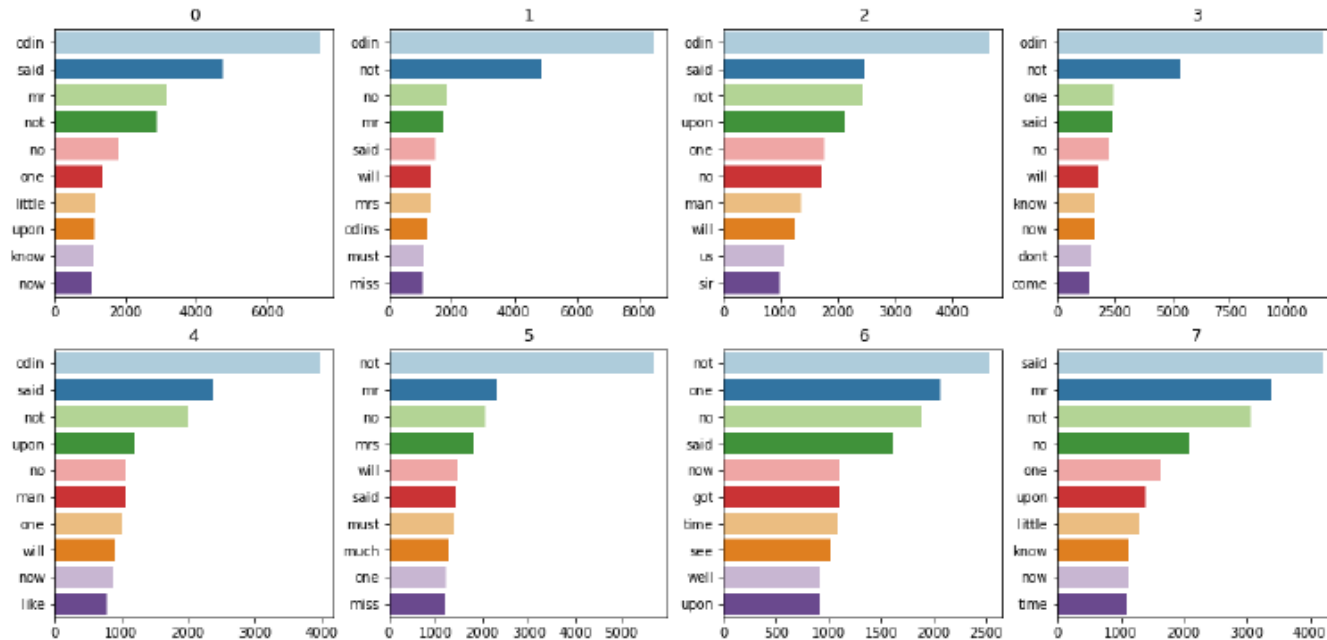 0
odin
said
mr
not
no
one
little
upon
know
now
0 2000 4000 6000
1
odin
not
no
mr
said
will
mrs
odins
must
miss
0 2000 4000 6000 8000
2
odin
said
not
upon
one
no
man
will
us
sir
0 1000 2000 3000 4000
3
odin
not
one
said
no
will
know
now
dont
come
0 2500 5000 7500 10000
4
odin
said
not
upon
no
man
one
will
now
like
0 1000 2000 3000 4000
5
not
mr
no
mrs
will
said
must
much
one
miss
0 1000 2000 3000 4000 5000
6
not
one
no
said
now
got
time
see
well
upon
0 500 1000 1500 2000 2500
7
said
mr
not
no
one
upon
little
know
now
time
0 1000 2000 3000 4000